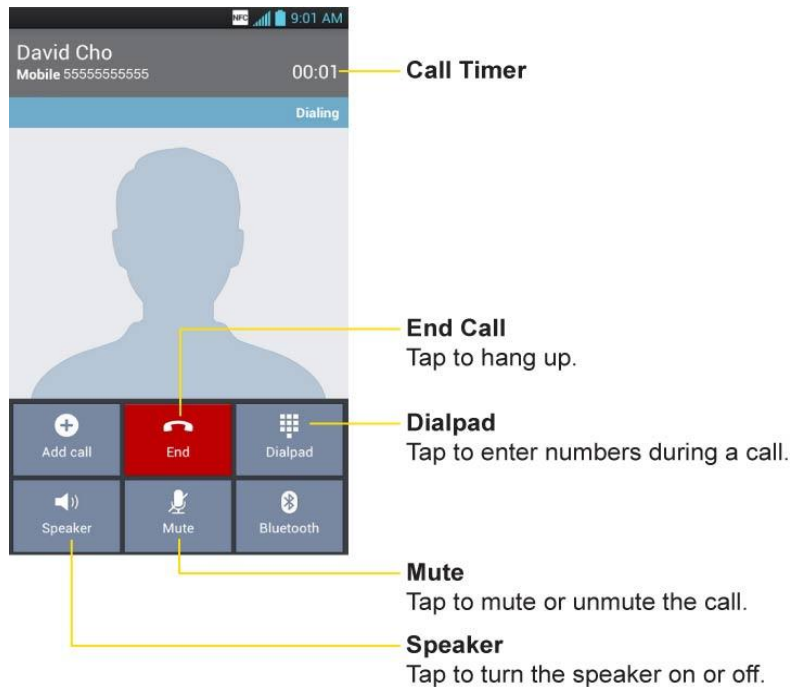 NFC 9:01 AM
David Cho
Mobile 55555555555 00:01
Call Timer
Dialing
End Call
Tap to hang up.
Add call End Dialpad
Dialpad
Tap to enter numbers during a call.
Speaker Mute Bluetooth
Mute
Tap to mute or unmute the call.
Speaker
Tap to turn the speaker on or off.